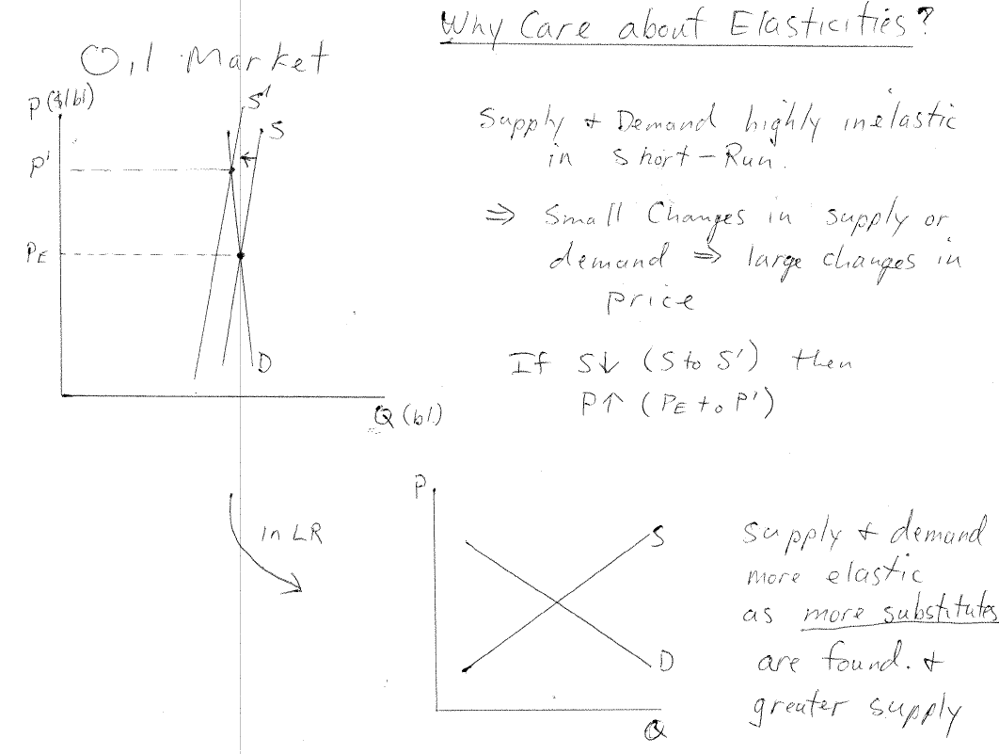 Why Care about Elasticities?
Oil Market
P ($/bl)
S'
S
P'
PE
D
Q (bl)
Supply + Demand highly inelastic
in Short-Run.
⇒ Small Changes in supply or
demand ⇒ large changes in
price
If S↓ (S to S') then
P↑ (PE to P')
in LR
P
S
D
Q
Supply + demand
more elastic
as more substitutes
are found. +
greater supply